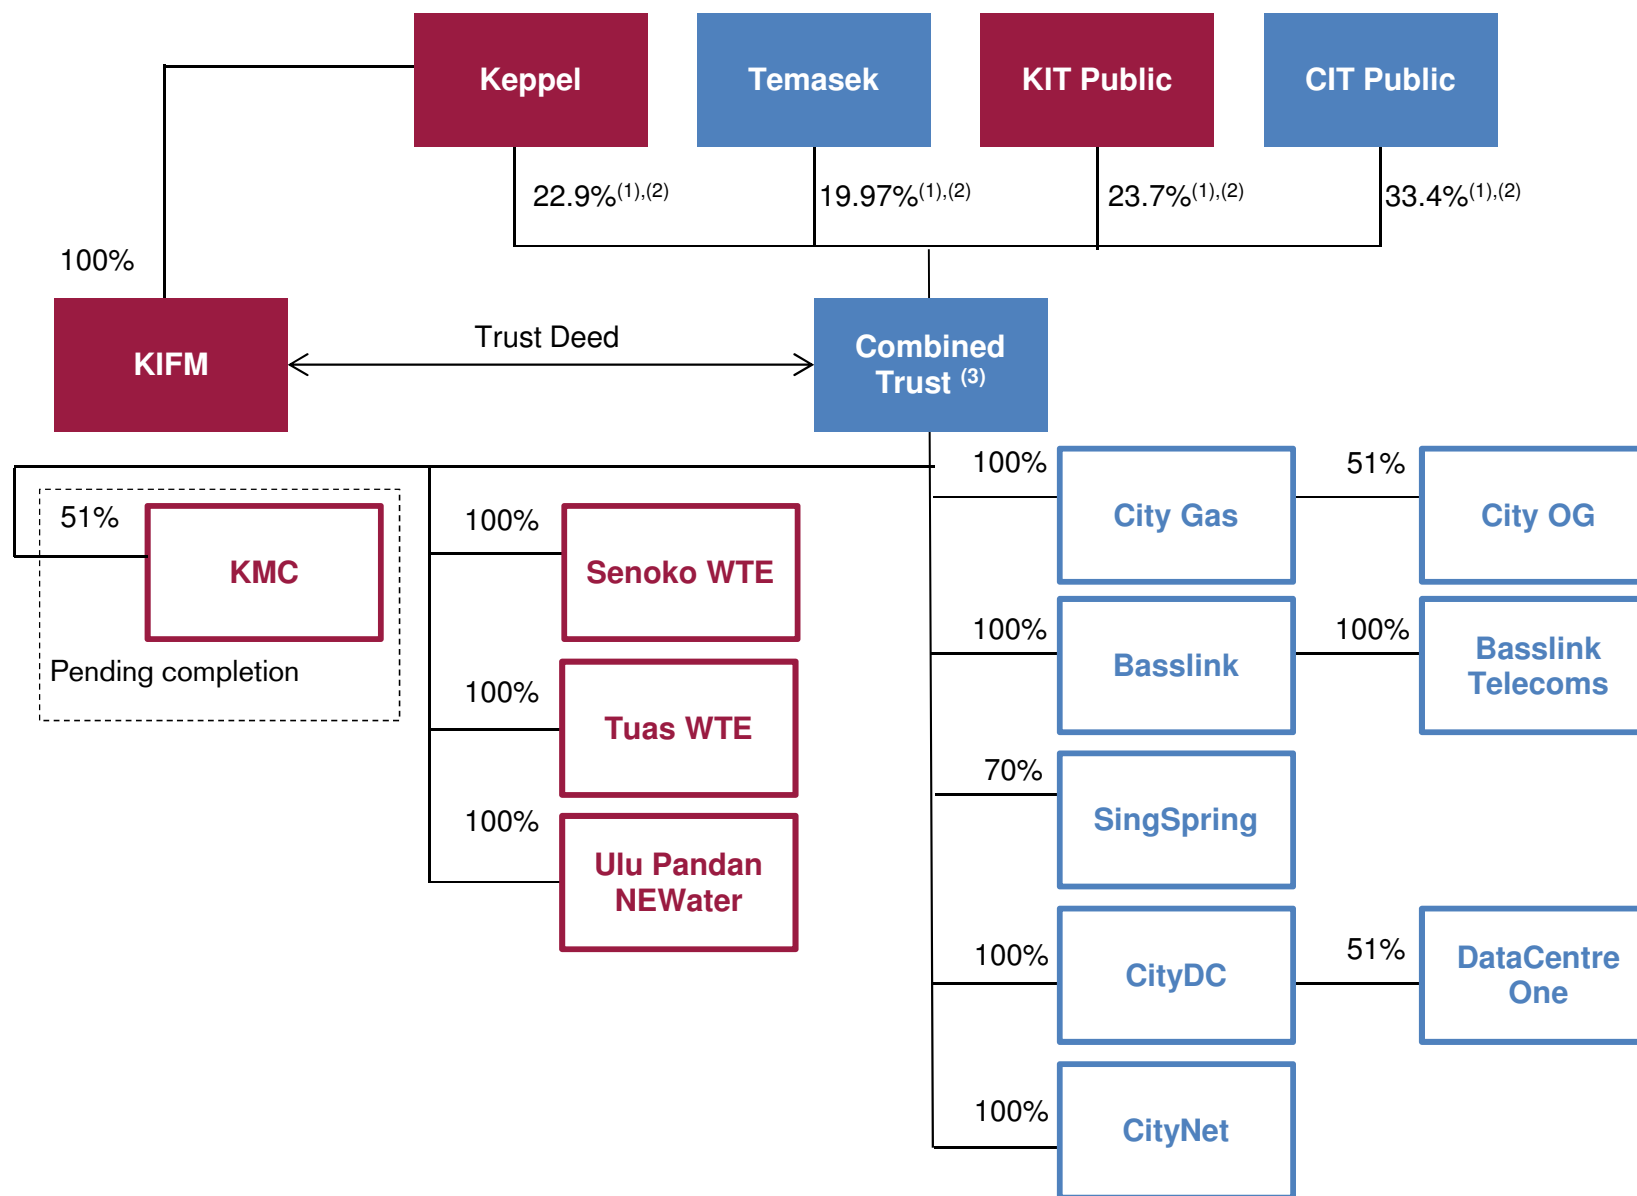 Keppel
Temasek
KIT Public
CIT Public
22.9%(1),(2)
19.97%(1),(2)
23.7%(1),(2)
33.4%(1),(2)
100%
KIFM
Trust Deed
Combined
Trust (3)
51%
KMC
Pending completion
100%
Senoko WTE
100%
Tuas WTE
100%
Ulu Pandan
NEWater
100%
City Gas
51%
City OG
100%
Basslink
100%
Basslink
Telecoms
70%
SingSpring
100%
CityDC
51%
DataCentre
One
100%
CityNet